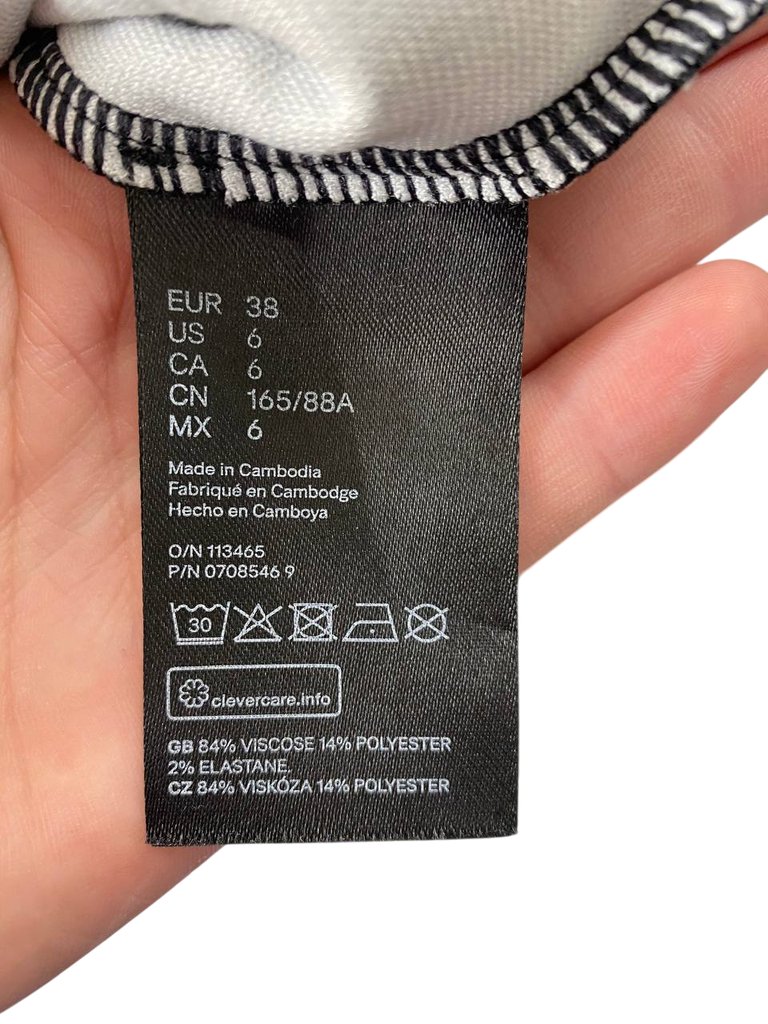 EUR 38
US 6
CA 6
CN 165/88A
MX 6
Made in Cambodia
Fabriqué en Cambodge
Hecho en Camboya
O/N 113465
P/N 0708546 9
30
clevercare.info
GB 84% VISCOSE 14% POLYESTER
2% ELASTANE.
CZ 84% VISKÓZA 14% POLYESTER